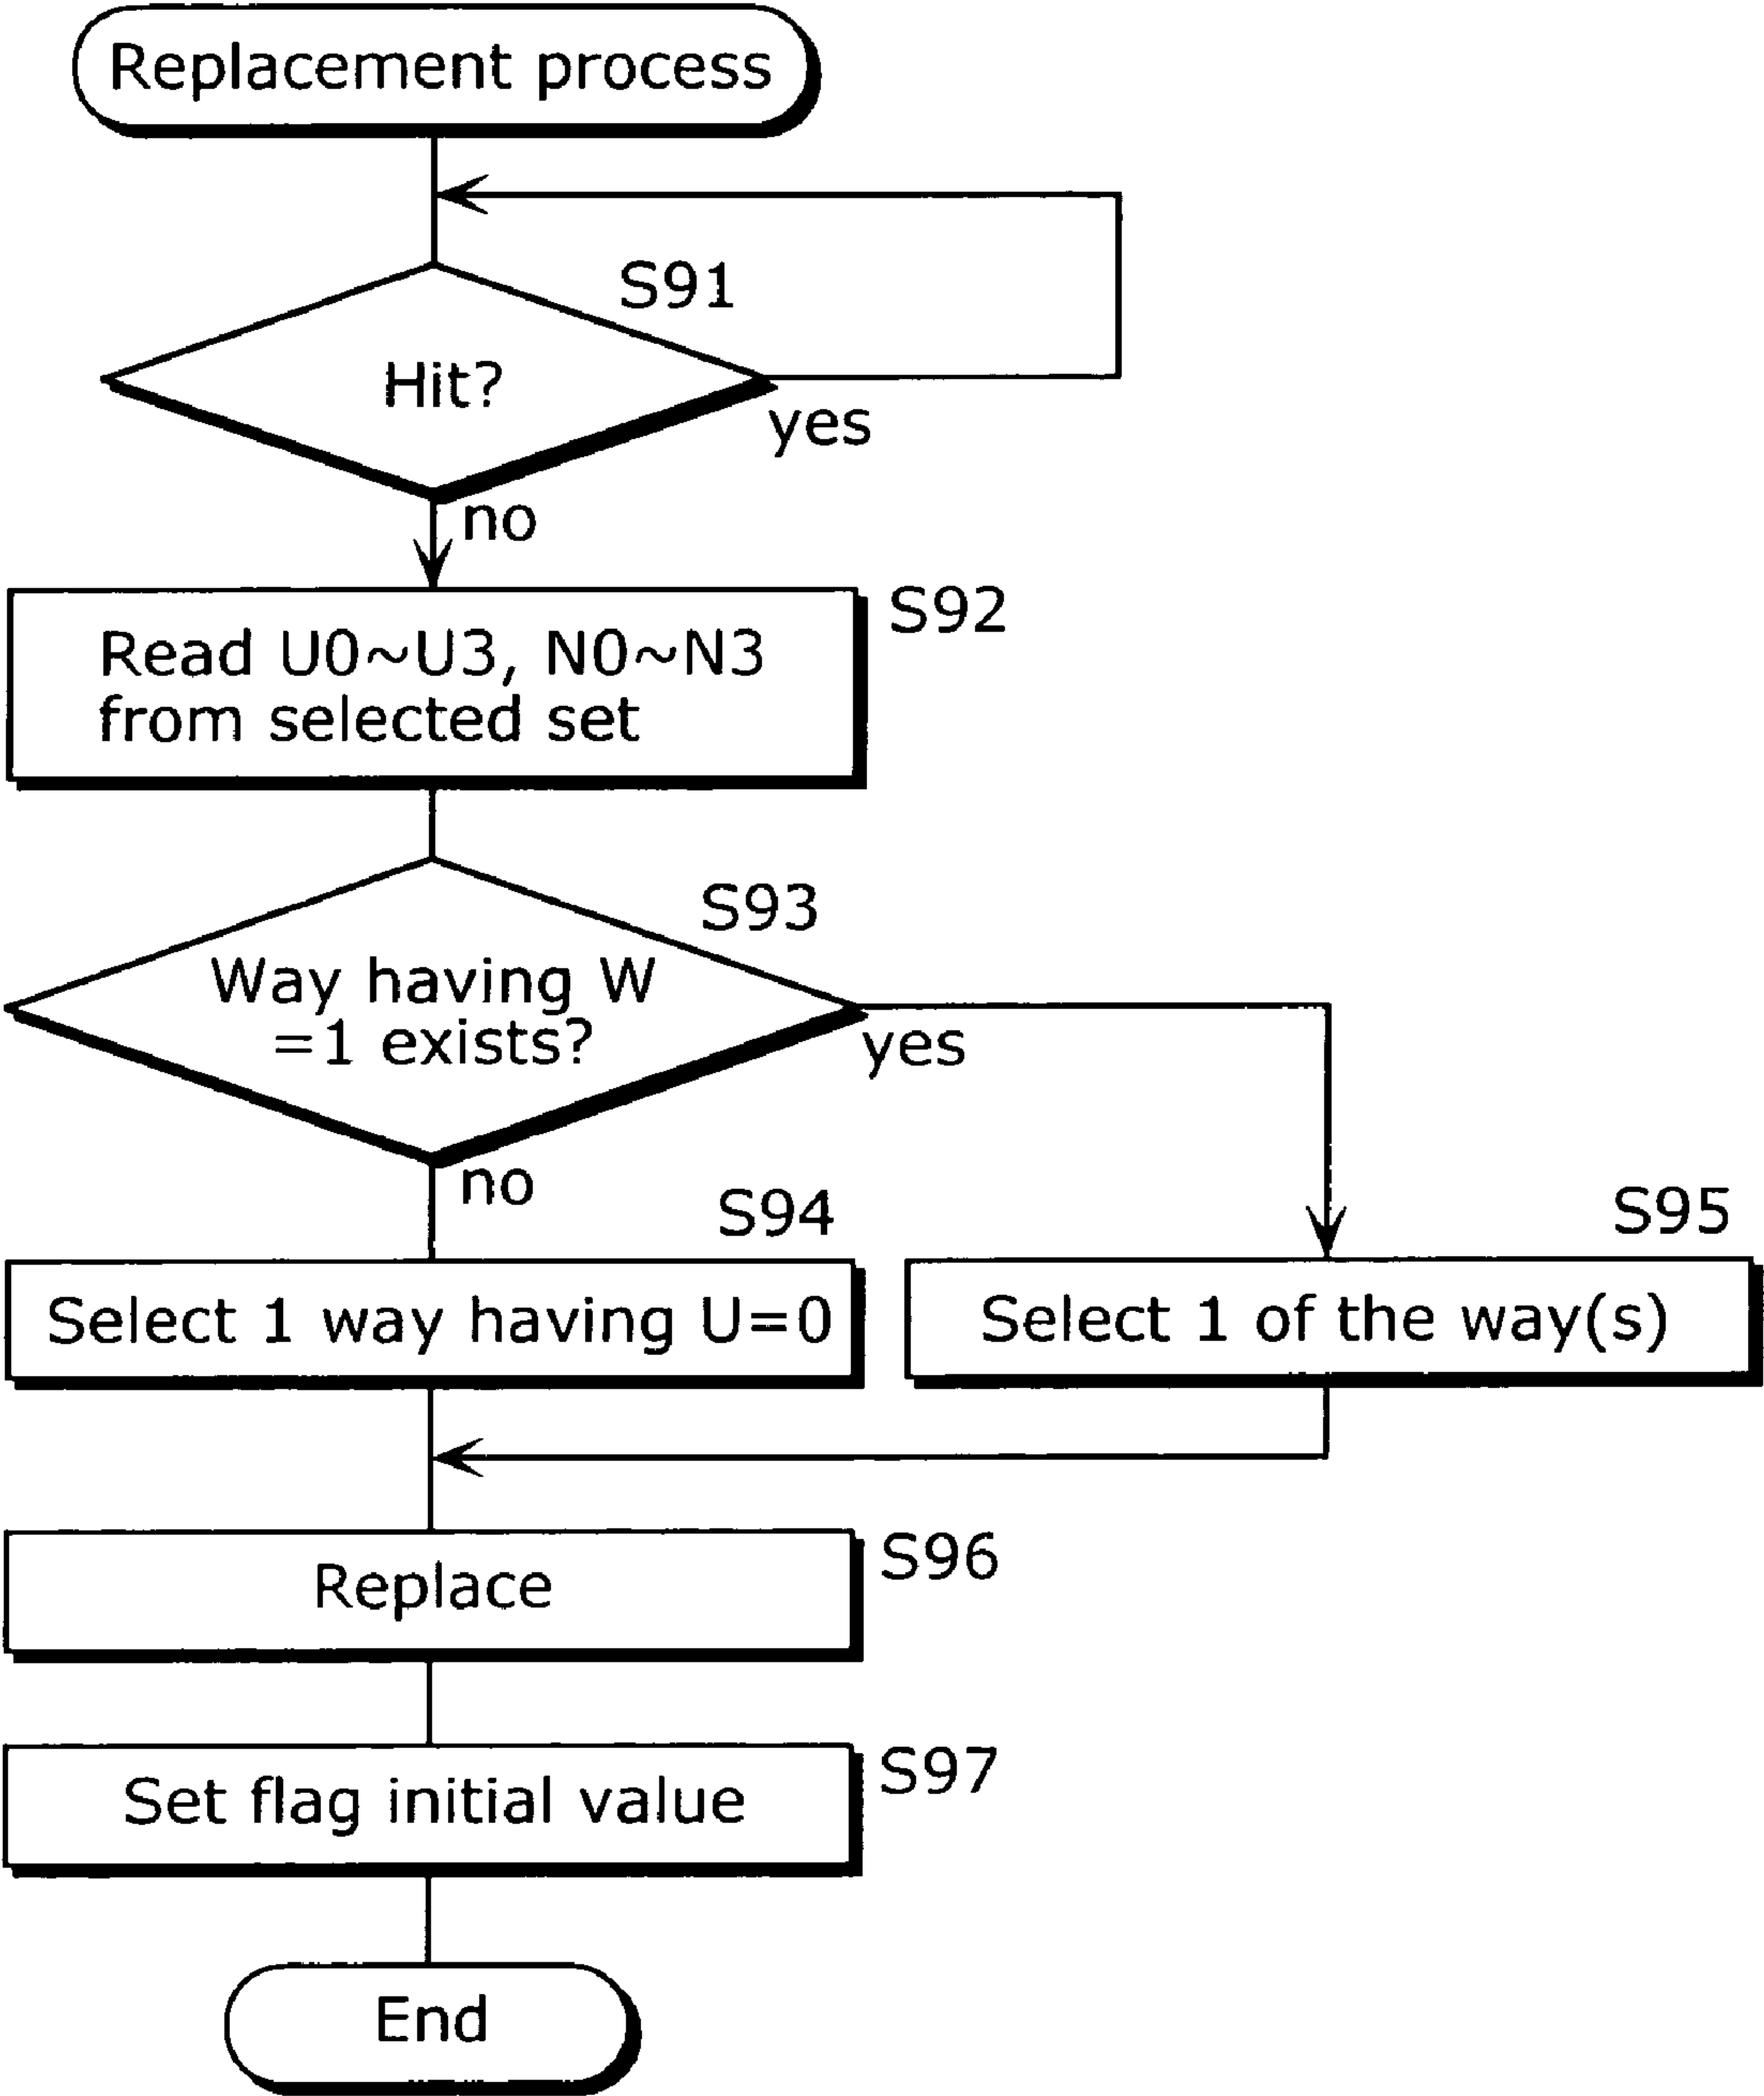 Replacement process
S91
Hit?
yes
no
S92
Read U0~U3, N0~N3
from selected set
S93
Way having W
=1 exists?
yes
no
S94
S95
Select 1 way having U=0
Select 1 of the way(s)
Replace
S96
Set flag initial value
S97
End